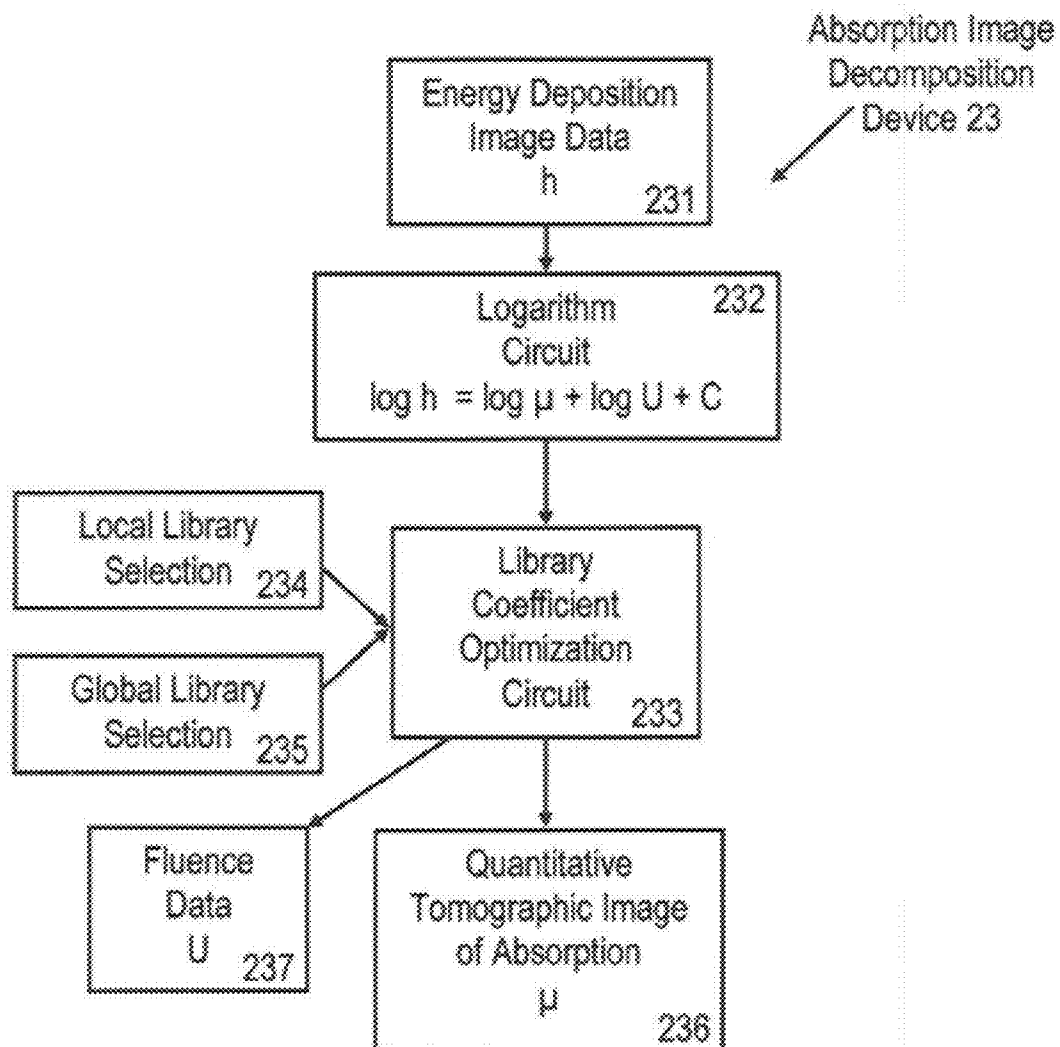 Absorption Image
Decomposition
Device 23
Energy Deposition
Image Data
h
231
232
Logarithm
Circuit
log h = log μ + log U + C
Local Library
Selection
234
Global Library
Selection
235
Library
Coefficient
Optimization
Circuit
233
Fluence
Data
U
237
Quantitative
Tomographic Image
of Absorption
μ
236